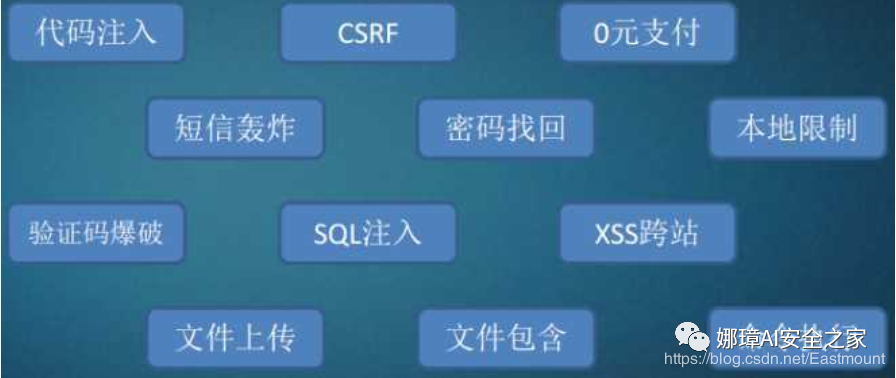 代码注入
CSRF
0元支付
短信轰炸
密码找回
本地限制
验证码爆破
SQL注入
XSS跨站
文件上传
文件包含
娜璋AI安全之家
https://blog.csdn.net/Eastmount